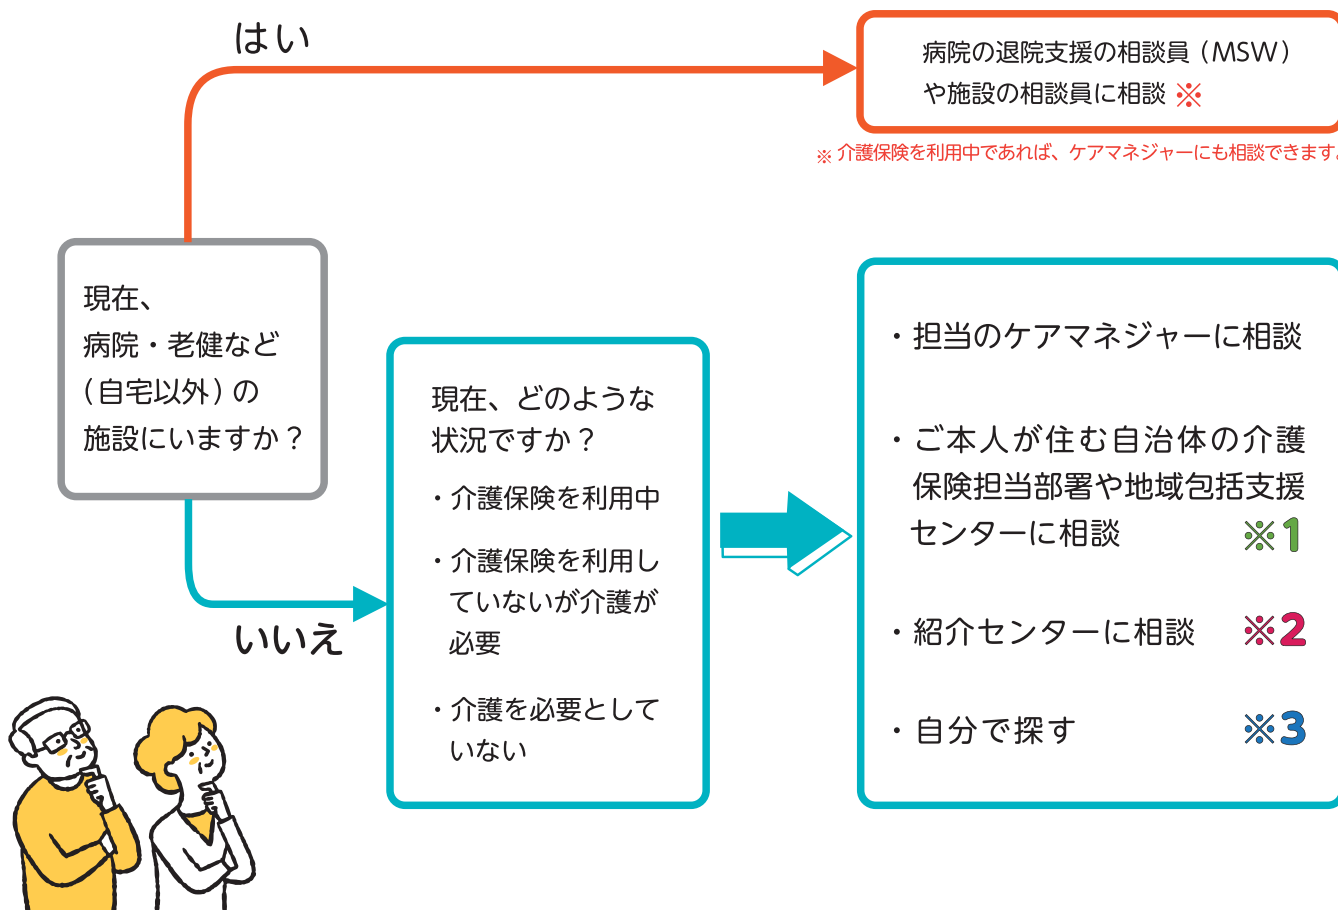 はい
病院の退院支援の相談員（MSW）
や施設の相談員に相談 ※
※ 介護保険を利用中であれば、ケアマネジャーにも相談できます。
現在、
病院・老健など
（自宅以外）の
施設にいますか？
いいえ
現在、どのような
状況ですか？
・介護保険を利用中
・介護保険を利用し
ていないが介護が
必要
・介護を必要として
いない
・担当のケアマネジャーに相談
・ご本人が住む自治体の介護
保険担当部署や地域包括支援
センターに相談 ※1
・紹介センターに相談 ※2
・自分で探す ※3